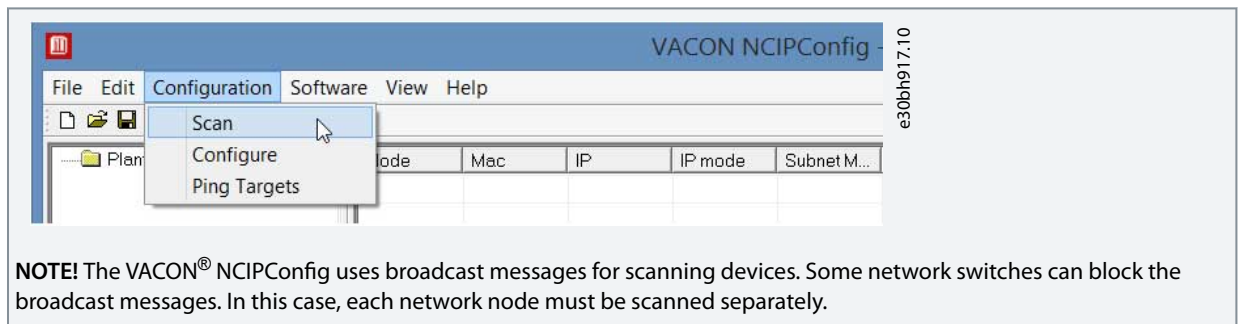 VACON NCIPConfig -
File Edit Configuration Software View Help
Scan
Configure
Ping Targets
Mac IP IP mode Subnet M...
e30bh917.10
NOTE! The VACON® NCIPConfig uses broadcast messages for scanning devices. Some network switches can block the
broadcast messages. In this case, each network node must be scanned separately.